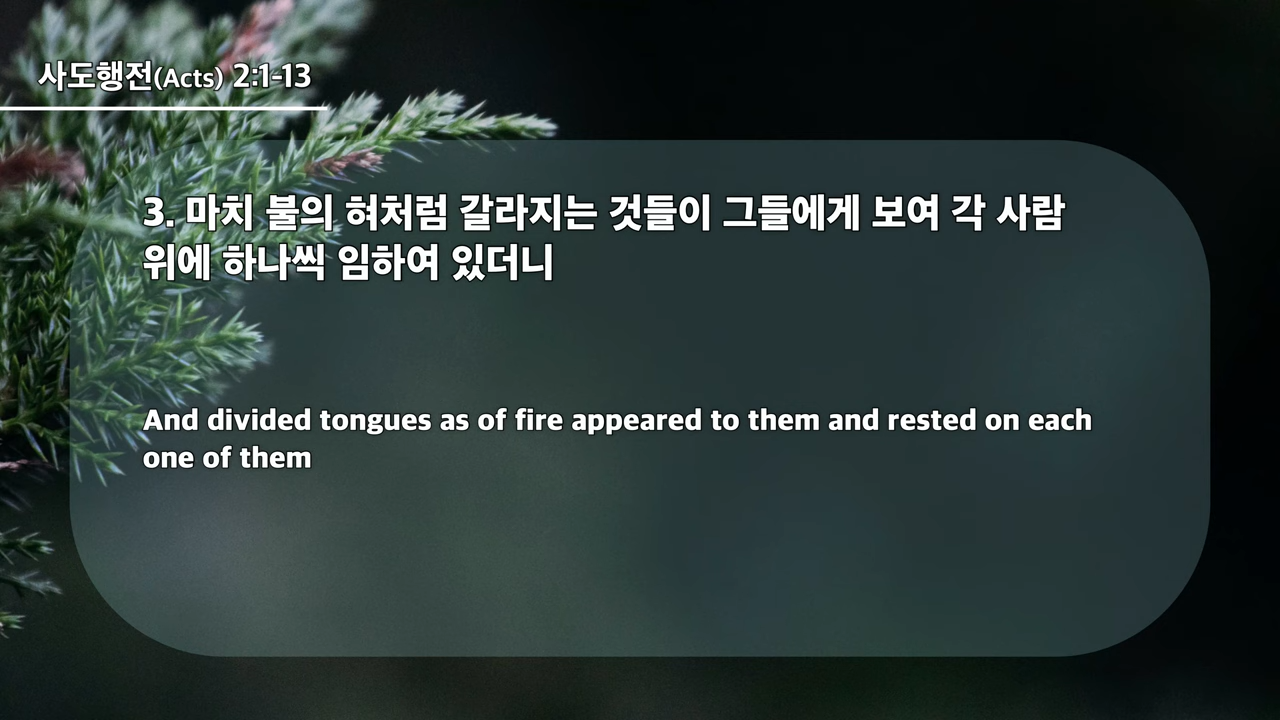 사도행전(Acts) 2:1-13
3. 마치 불의 혀처럼 갈라지는 것들이 그들에게 보여 각 사람
위에 하나씩 임하여 있더니
And divided tongues as of fire appeared to them and rested on each
one of them